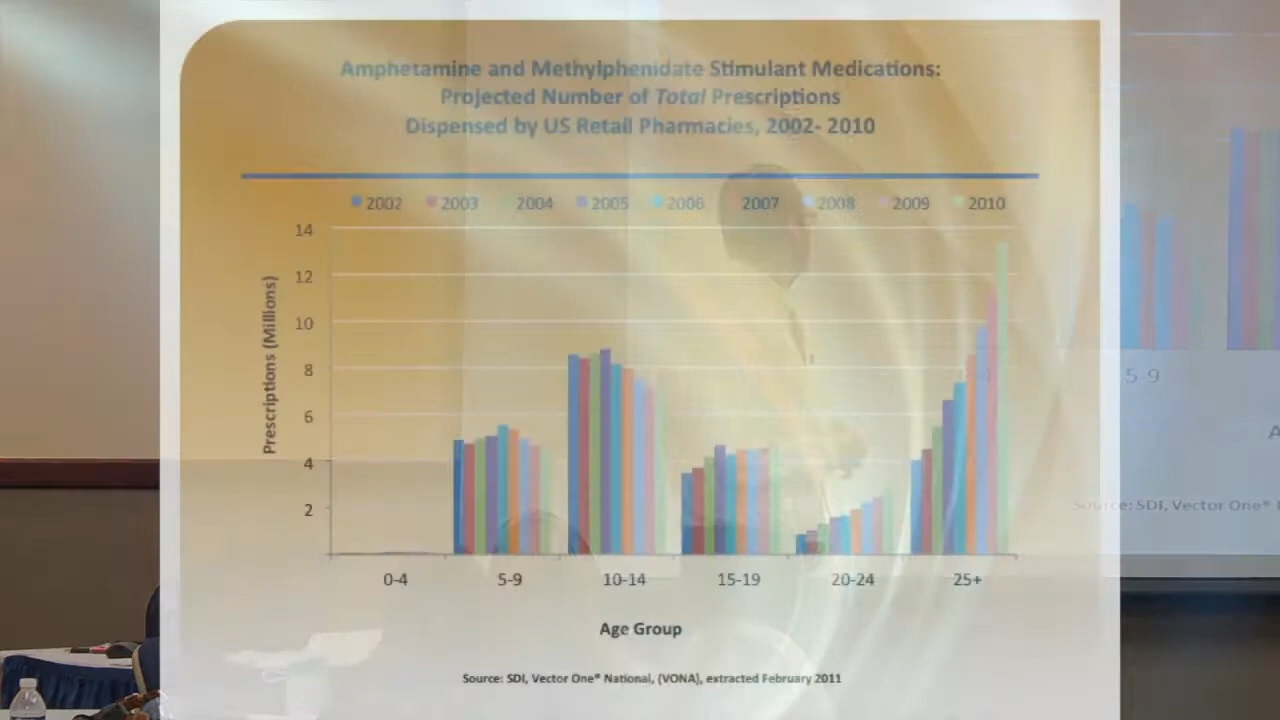 Amphetamine and Methylphenidate Stimulant Medications:
Projected Number of Total Prescriptions
Dispensed by US Retail Pharmacies, 2002- 2010
2002 2003 2004 2005 2006 2007 2008 2009 2010
Prescriptions (Millions)
14
12
10
8
6
4
2
0-4 5-9 10-14 15-19 20-24 25+
Age Group
Source: SDI, Vector One® National, (VONA), extracted February 2011
5-9
A
Source: SDI, Vector One®